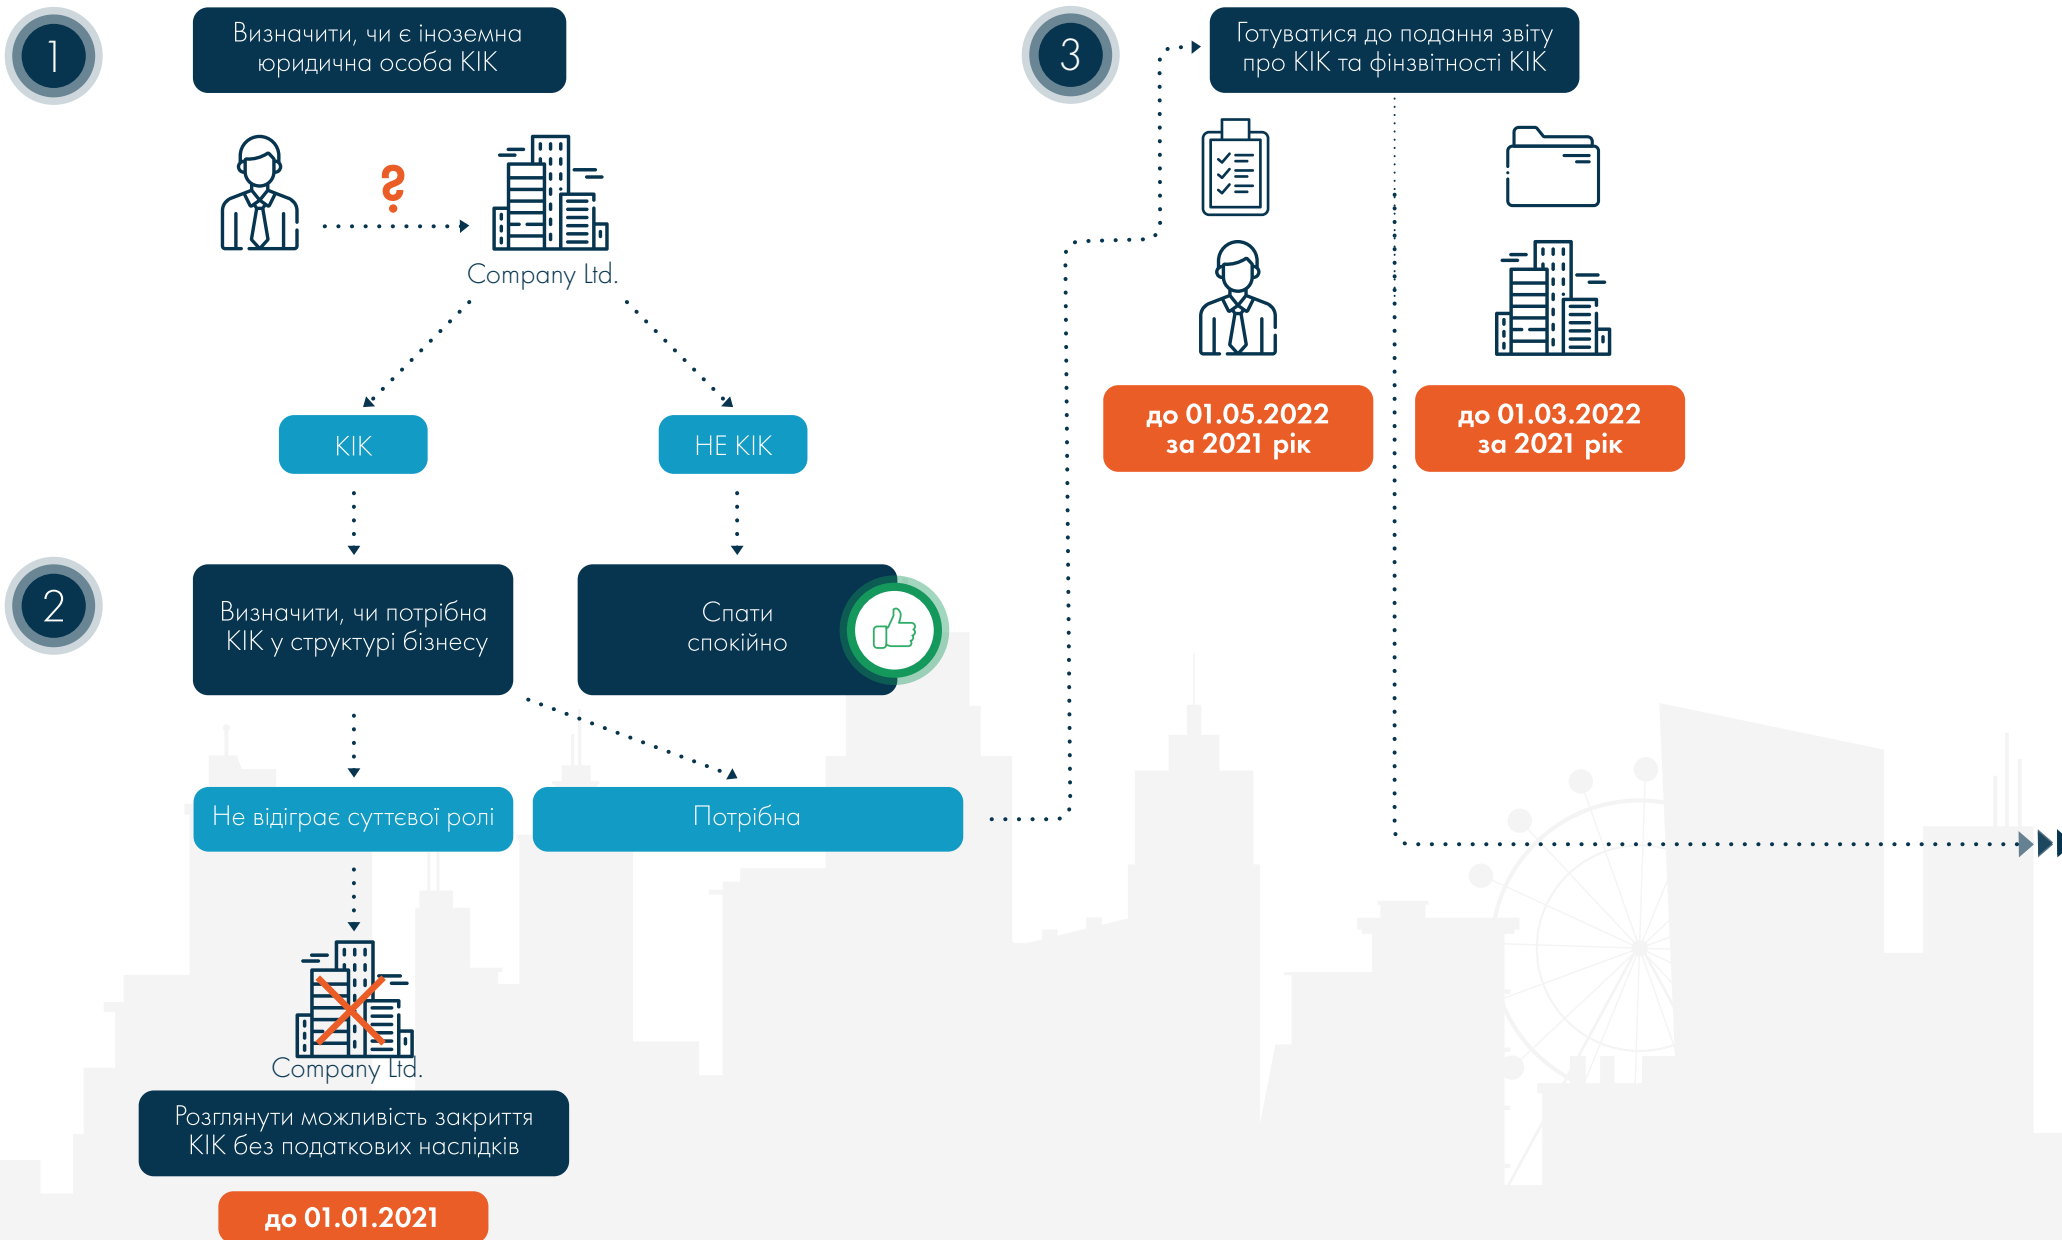 1
Визначити, чи є іноземна
юридична особа КІК
?
Company Ltd.
КІК
НЕ КІК
2
Визначити, чи потрібна
КІК у структурі бізнесу
Спати
спокійно
Не відіграє суттєвої ролі
Потрібна
Company Ltd.
Розглянути можливість закриття
КІК без податкових наслідків
до 01.01.2021
3
Готуватися до подання звіту
про КІК та фінзвітності КІК
до 01.05.2022
за 2021 рік
до 01.03.2022
за 2021 рік